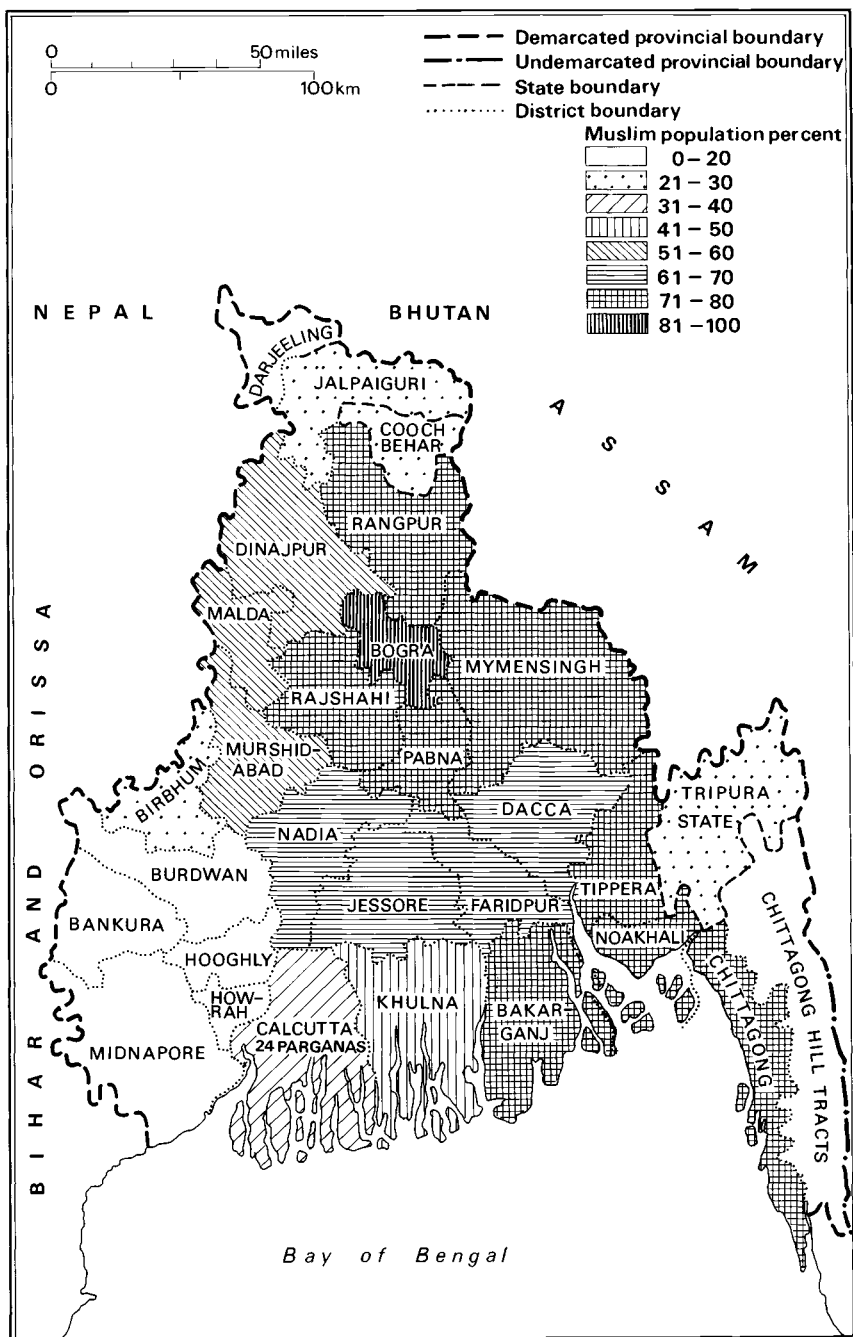 0 50 miles
0 100 km
Demarcated provincial boundary
Undemarcated provincial boundary
State boundary
District boundary
Muslim population percent
0 – 20
21 – 30
31 – 40
41 – 50
51 – 60
61 – 70
71 – 80
81 – 100
NEPAL
BHUTAN
ASSAM
BIHAR AND ORISSA
DARJEELING
JALPAIGURI
COOCH
BEHAR
RANGPUR
DINAJPUR
MALDA
BOGRA
MYMENSINGH
RAJSHAHI
PABNA
MURSHID-
ABAD
BIRBHUM
DACCA
TRIPURA
STATE
NADIA
BURDWAN
JESSORE
FARIDPUR
TIPPERA
BANKURA
NOAKHALI
HOOGHLY
HOW-
RAH
KHULNA
CALCUTTA
24 PARGANAS
BAKAR-
GANJ
MIDNAPORE
CHITTAGONG
CHITTAGONG HILL TRACTS
Bay of Bengal